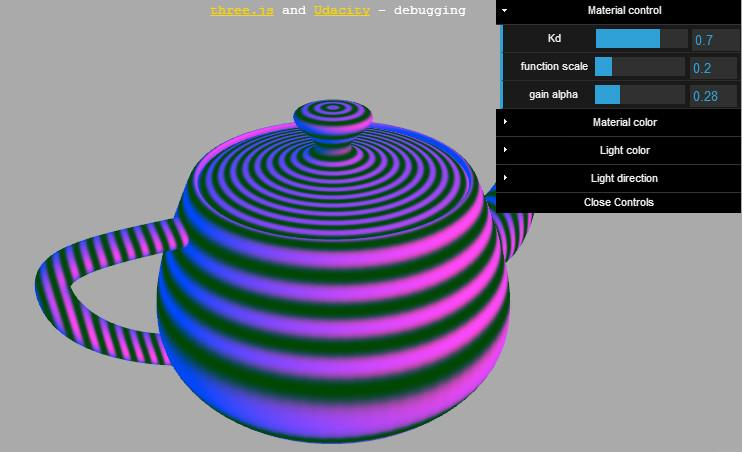 three.js and Udacity - debugging
Material control
Kd 0.7
function scale 0.2
gain alpha 0.28
Material color
Light color
Light direction
Close Controls